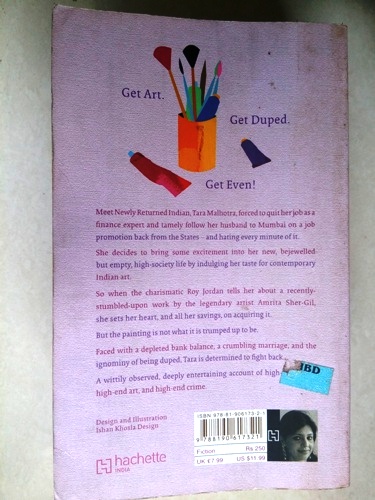 Get Art.
Get Duped.
Get Even!
Meet Newly Returned Indian, Tara Malhotra, forced to quit her job as a
finance expert and tamely follow her husband to Mumbai on a job
promotion back from the States – and hating every minute of it.
She decides to bring some excitement into her new, bejewelled-
but empty, high-society life by indulging her taste for contemporary
Indian art.
So when the charismatic Roy Jordan tells her about a recently-
stumbled-upon work by the legendary artist Amrita Sher-Gil,
she sets her heart, and all her savings, on acquiring it.
But the painting is not what it is trumped up to be.
Faced with a depleted bank balance, a crumbling marriage, and the
ignominy of being duped, Tara is determined to fight back.
A wittily observed, deeply entertaining account of high
high-end art, and high-end crime.
IBD
Design and Illustration
Ishan Khosla Design
hachette
INDIA
ISBN 978-81-906173-2-1
9 788190 617321
Fiction Rs 250
UK £7.99 US $11.99